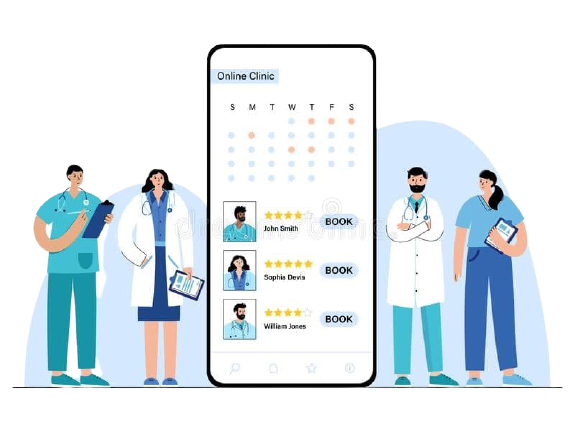 Online Clinic
S M T W T F S
John Smith
BOOK
Sophia Devis
BOOK
William Jones
BOOK